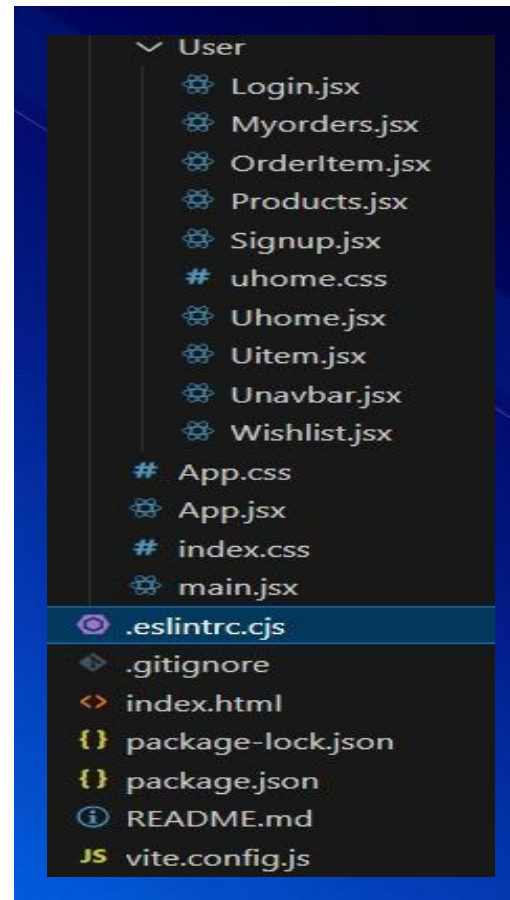 User
Login.jsx
Myorders.jsx
OrderItem.jsx
Products.jsx
Signup.jsx
# uhome.css
Uhome.jsx
Uitem.jsx
Unavbar.jsx
Wishlist.jsx
# App.css
App.jsx
# index.css
main.jsx
.eslintrc.cjs
.gitignore
<> index.html
{} package-lock.json
{} package.json
README.md
JS vite.config.js